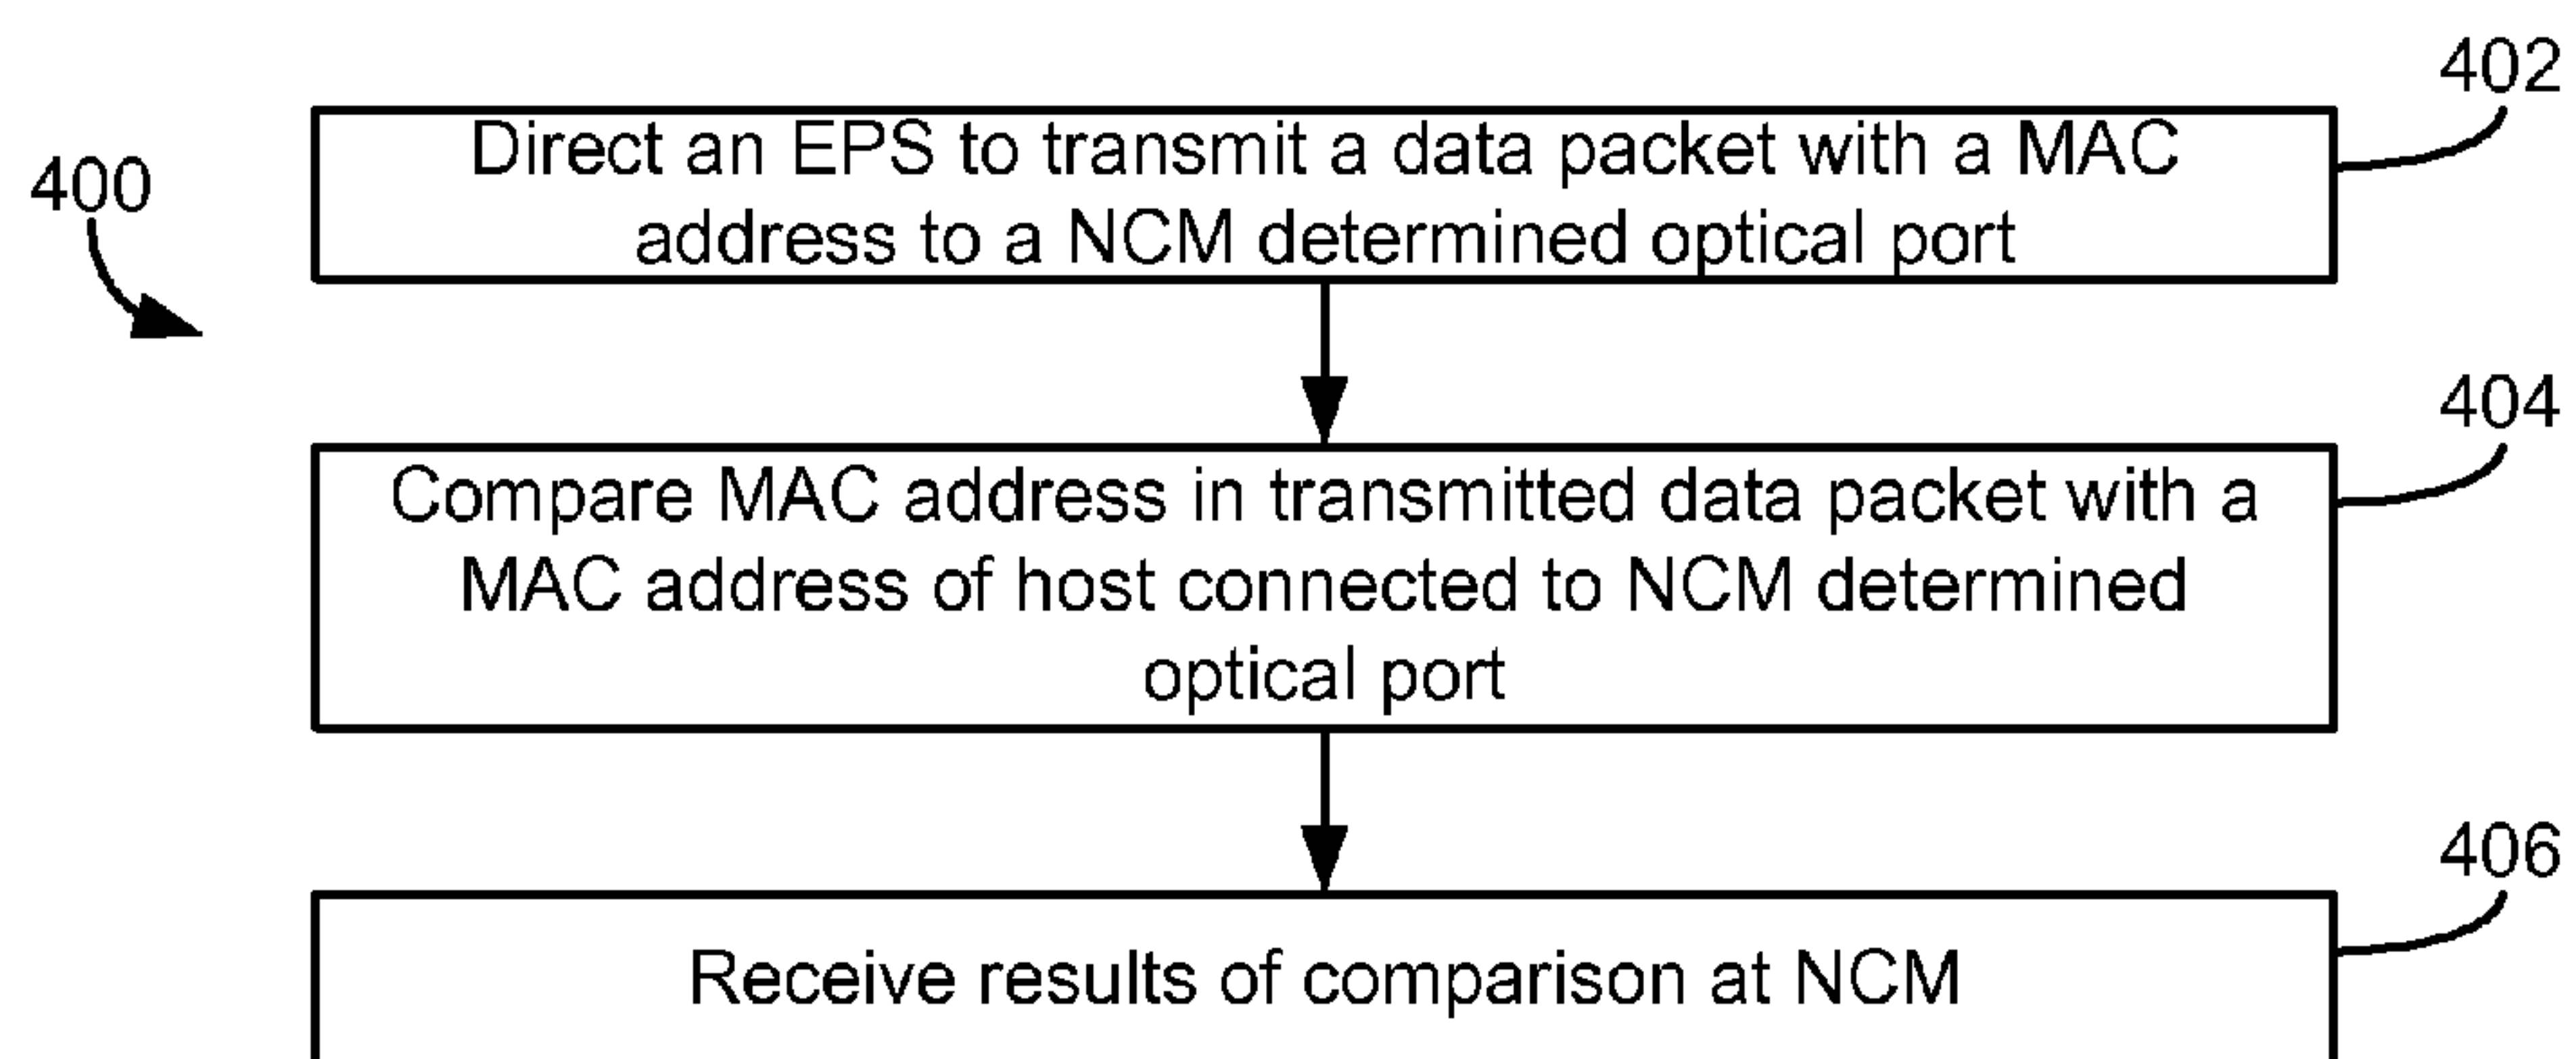 402
Direct an EPS to transmit a data packet with a MAC
address to a NCM determined optical port
400
404
Compare MAC address in transmitted data packet with a
MAC address of host connected to NCM determined
optical port
406
Receive results of comparison at NCM